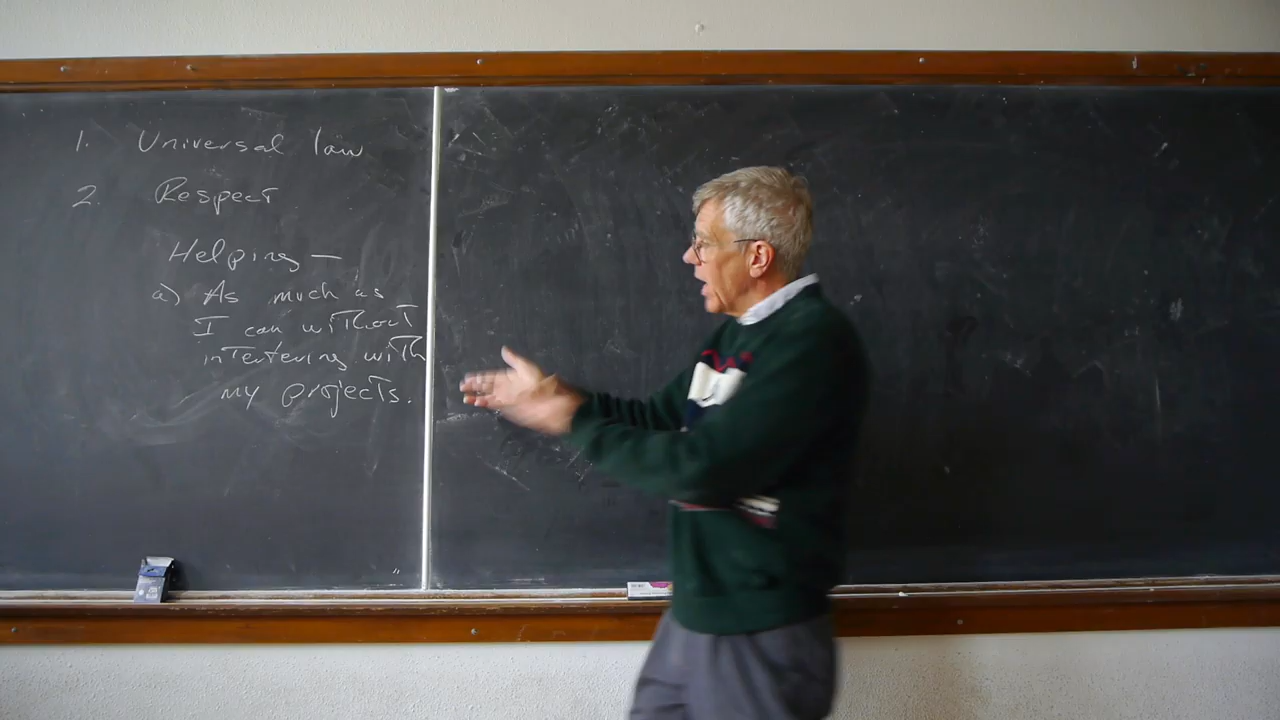 1. Universal law
2. Respect
Helping —
a) As much as
I can without
interfering with
my projects.